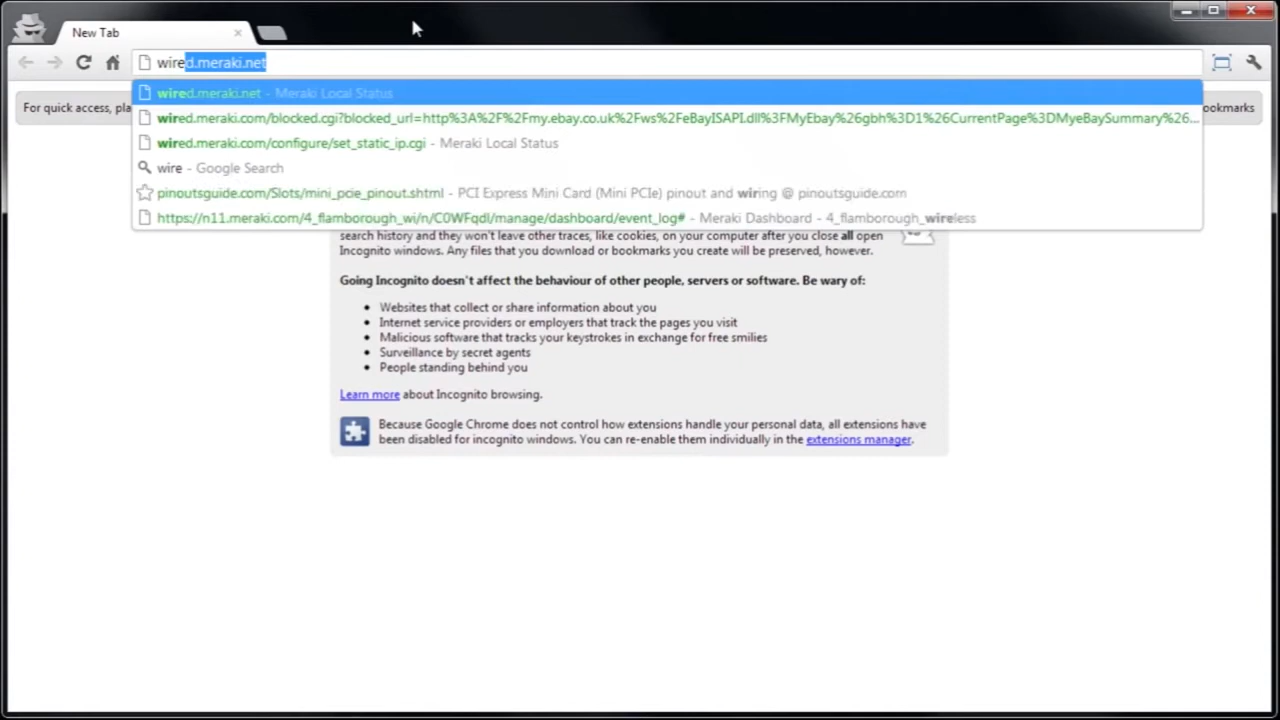 New Tab
wired.meraki.net
For quick access, pla
ookmarks
wired.meraki.net - Meraki Local Status
wired.meraki.com/blocked.cgi?blocked_url=http%3A%2F%2Fmy.ebay.co.uk%2Fws%2FeBayISAPI.dll%3FMyEbay%26gbh%3D1%26CurrentPage%3DMyeBaySummary%26...
wired.meraki.com/configure/set_static_ip.cgi - Meraki Local Status
wire - Google Search
pinoutsguide.com/Slots/mini_pcie_pinout.shtml - PCI Express Mini Card (Mini PCIe) pinout and wiring @ pinoutsguide.com
https://n11.meraki.com/4_flamborough_wi/n/C0WFqdl/manage/dashboard/event_log# - Meraki Dashboard - 4_flamborough_wireless
search history and they won't leave other traces, like cookies, on your computer after you close all open
Incognito windows. Any files that you download or bookmarks you create will be preserved, however.
Going Incognito doesn't affect the behaviour of other people, servers or software. Be wary of:
• Websites that collect or share information about you
• Internet service providers or employers that track the pages you visit
• Malicious software that tracks your keystrokes in exchange for free smilies
• Surveillance by secret agents
• People standing behind you
Learn more about Incognito browsing.
Because Google Chrome does not control how extensions handle your personal data, all extensions have
been disabled for incognito windows. You can re-enable them individually in the extensions manager.